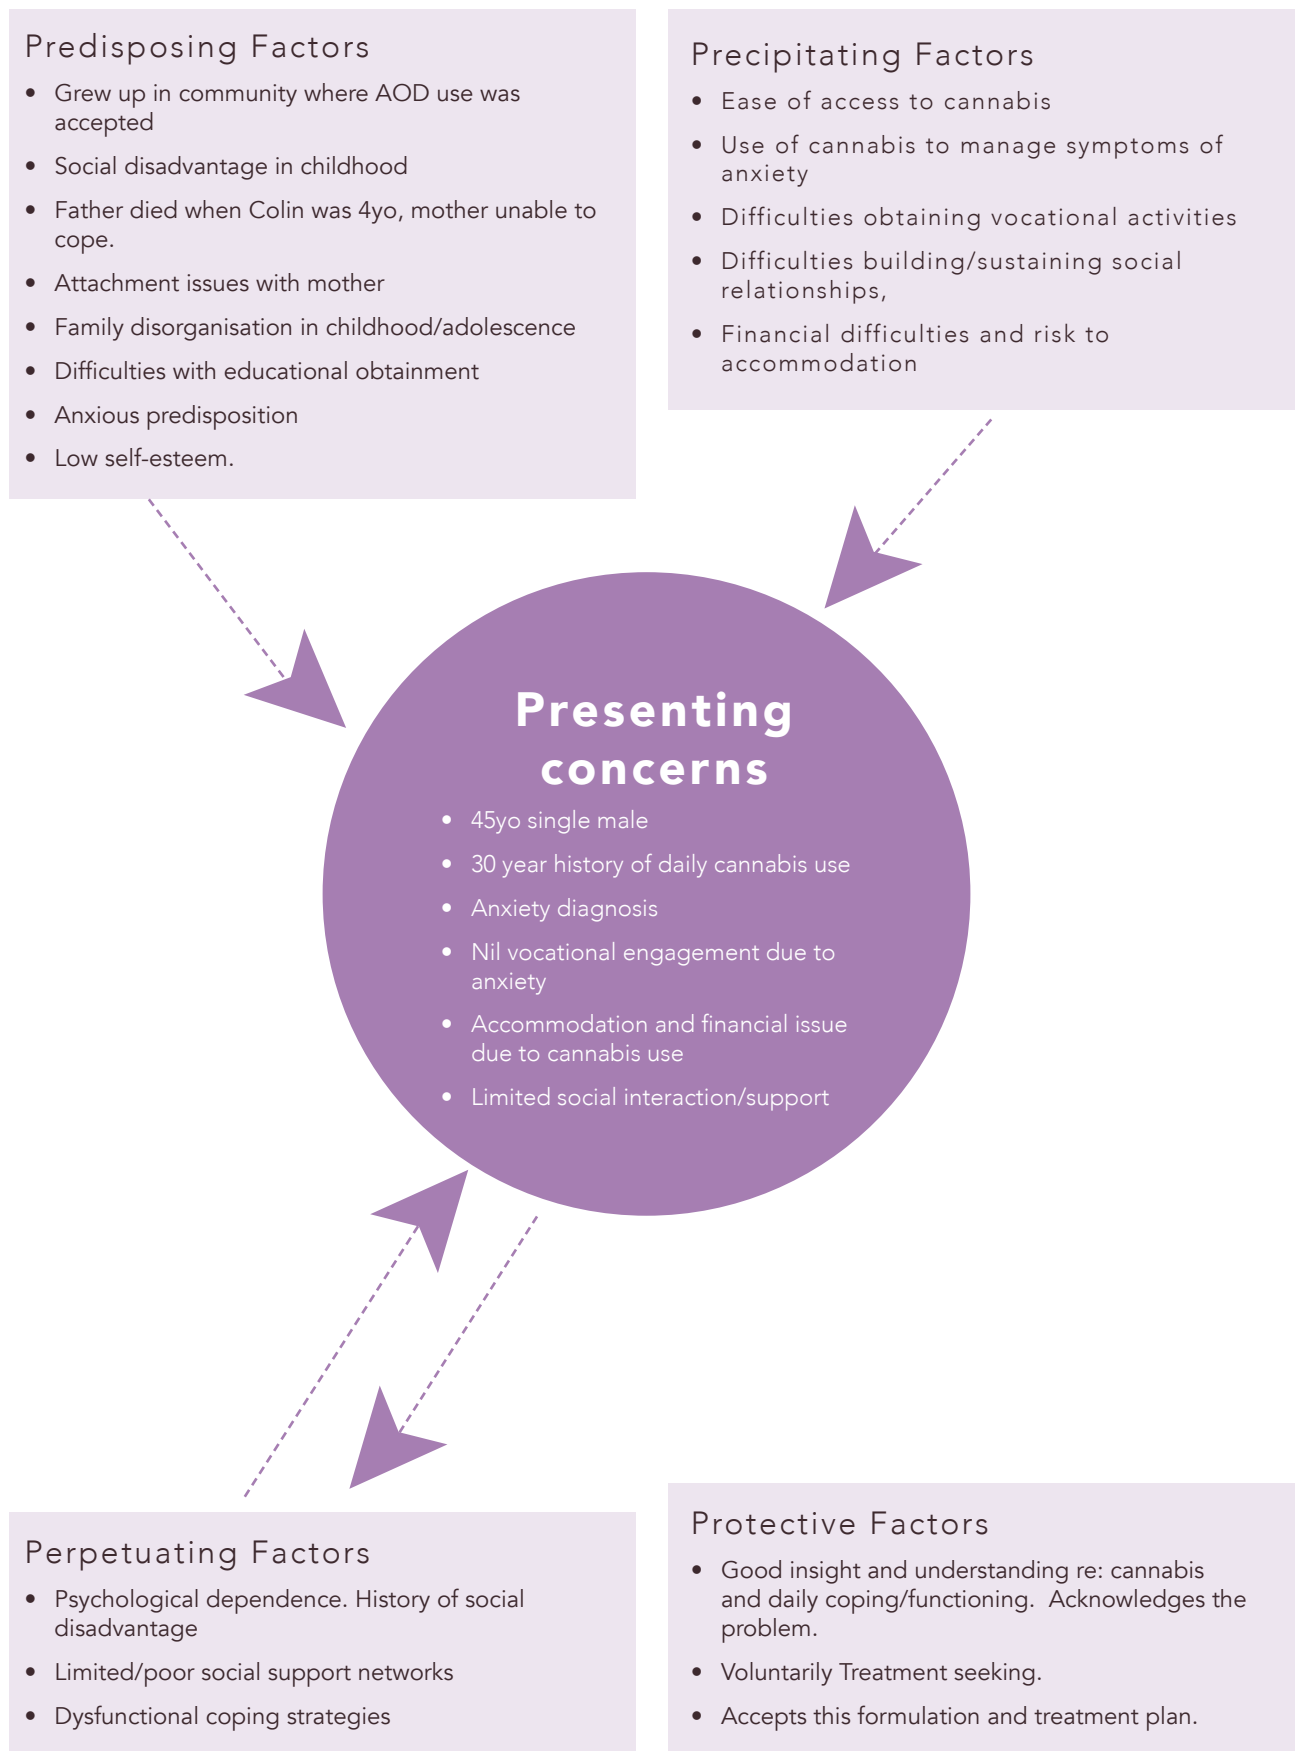 Predisposing Factors
• Grew up in community where AOD use was
accepted
• Social disadvantage in childhood
• Father died when Colin was 4yo, mother unable to
cope.
• Attachment issues with mother
• Family disorganisation in childhood/adolescence
• Difficulties with educational obtainment
• Anxious predisposition
• Low self-esteem.
Precipitating Factors
• Ease of access to cannabis
• Use of cannabis to manage symptoms of
anxiety
• Difficulties obtaining vocational activities
• Difficulties building/sustaining social
relationships,
• Financial difficulties and risk to
accommodation
Presenting
concerns
• 45yo single male
• 30 year history of daily cannabis use
• Anxiety diagnosis
• Nil vocational engagement due to
anxiety
• Accommodation and financial issue
due to cannabis use
• Limited social interaction/support
Perpetuating Factors
• Psychological dependence. History of social
disadvantage
• Limited/poor social support networks
• Dysfunctional coping strategies
Protective Factors
• Good insight and understanding re: cannabis
and daily coping/functioning.  Acknowledges the
problem.
• Voluntarily Treatment seeking.
• Accepts this formulation and treatment plan.